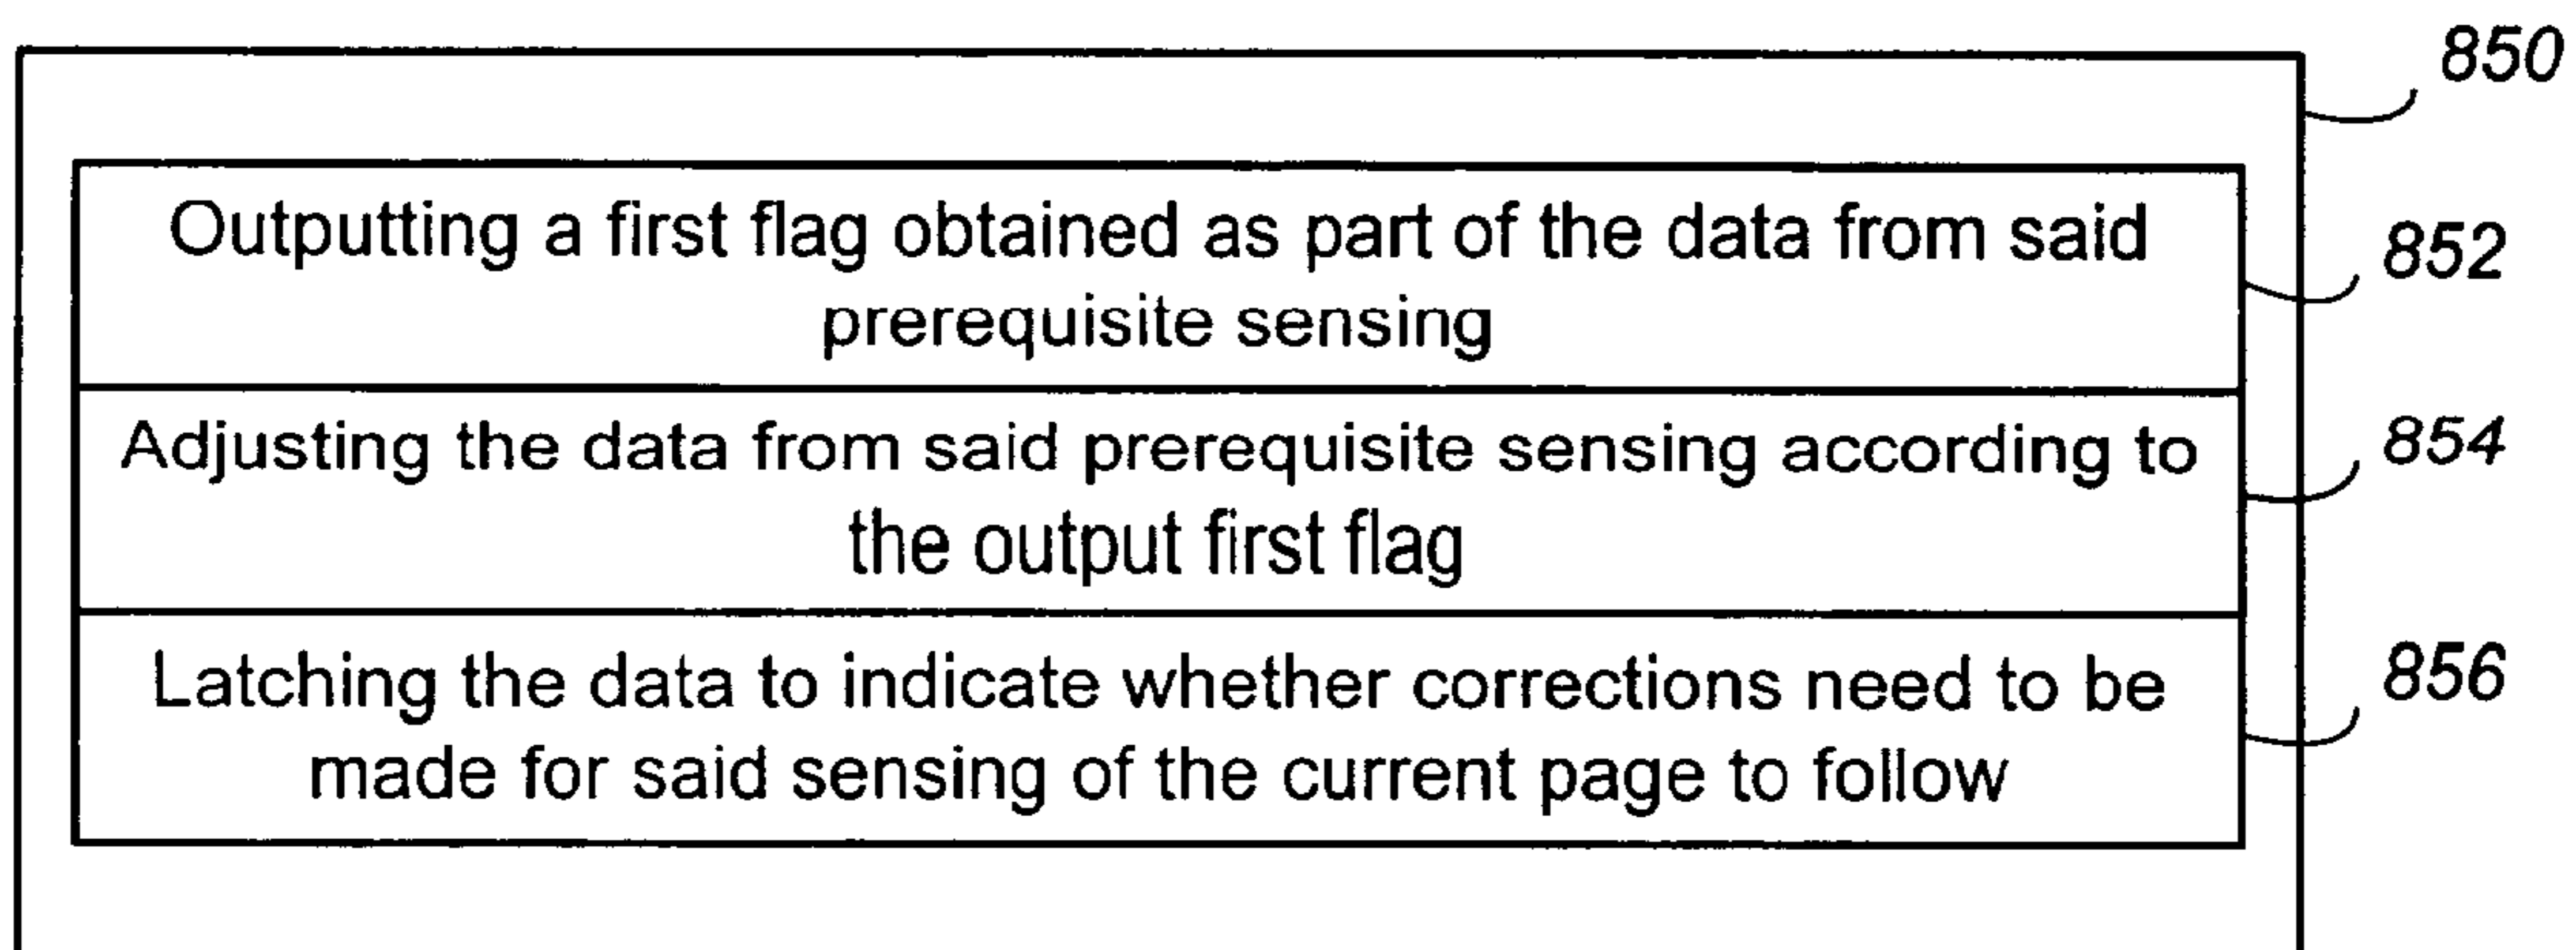 850
Outputting a first flag obtained as part of the data from said
prerequisite sensing
852
Adjusting the data from said prerequisite sensing according to
the output first flag
854
Latching the data to indicate whether corrections need to be
made for said sensing of the current page to follow
856